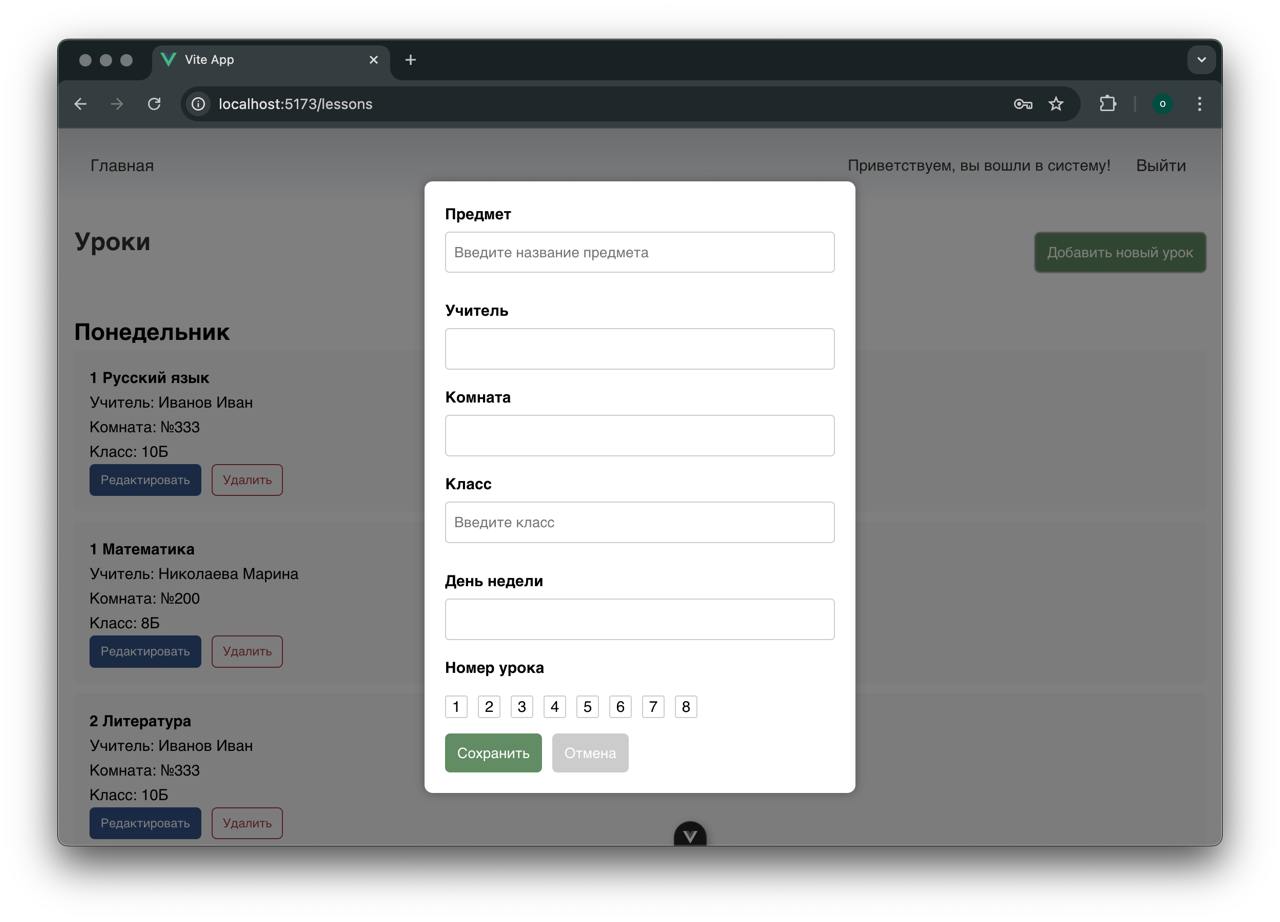 Vite App
localhost:5173/lessons
o
Главная
Приветствуем, вы вошли в систему!
Выйти
Уроки
Добавить новый урок
Понедельник
1 Русский язык
Учитель: Иванов Иван
Комната: №333
Класс: 10Б
Редактировать
Удалить
1 Математика
Учитель: Николаева Марина
Комната: №200
Класс: 8Б
Редактировать
Удалить
2 Литература
Учитель: Иванов Иван
Комната: №333
Класс: 10Б
Редактировать
Удалить
Предмет
Введите название предмета
Учитель
Комната
Класс
Введите класс
День недели
Номер урока
1 2 3 4 5 6 7 8
Сохранить
Отмена